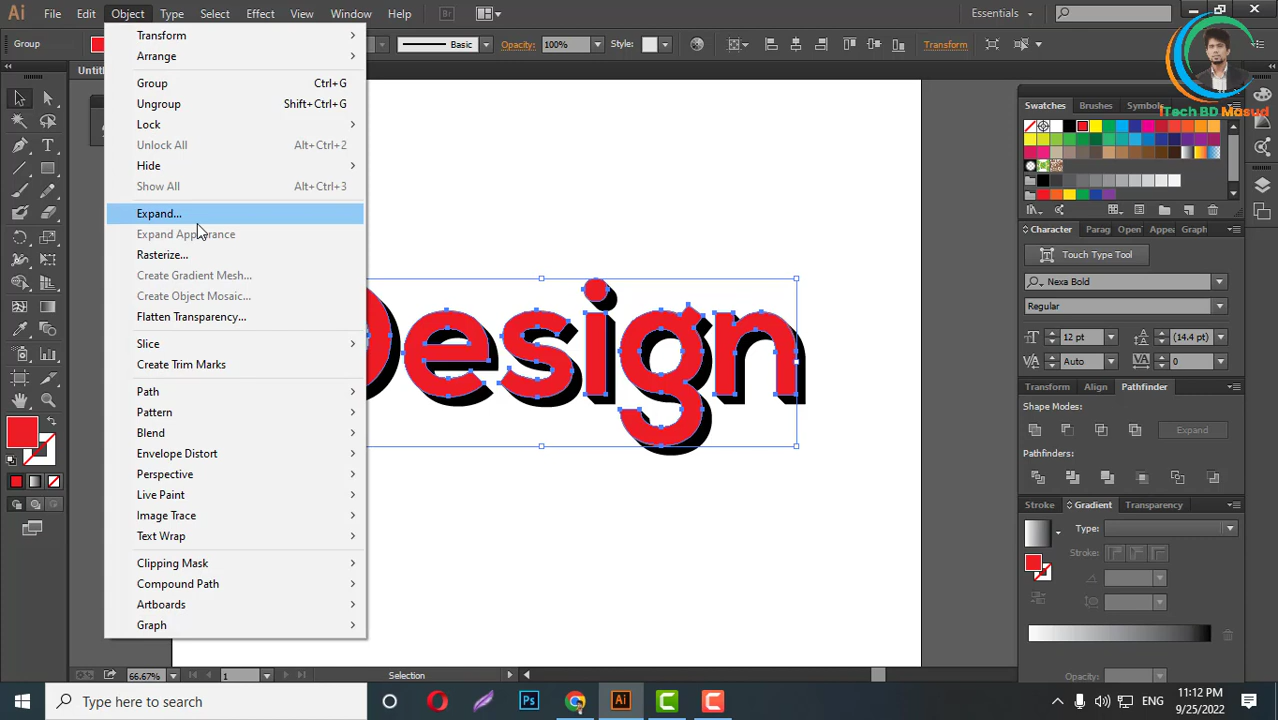 Ai File Edit Object Type Select Effect View Window Help Br Essentials
Group Basic Opacity: 100% Style: Transform
iTech BD Masud
Transform
Arrange
Group Ctrl+G
Ungroup Shift+Ctrl+G
Lock
Unlock All Alt+Ctrl+2
Hide
Show All Alt+Ctrl+3
Expand...
Expand Appearance
Rasterize...
Create Gradient Mesh...
Create Object Mosaic...
Flatten Transparency...
Slice
Create Trim Marks
Path
Pattern
Blend
Envelope Distort
Perspective
Live Paint
Image Trace
Text Wrap
Clipping Mask
Compound Path
Artboards
Graph
Design
Swatches Brushes Symbols
Character Parag Open Appea Graph
Touch Type Tool
Nexa Bold
Regular
12 pt (14.4 pt)
Auto 0
Transform Align Pathfinder
Shape Modes:
Expand
Pathfinders:
Stroke Gradient Transparency
Type:
Stroke:
Opacity:
66.67% 1 Selection
Type here to search Ps Ai ENG
11:12 PM
9/25/2022